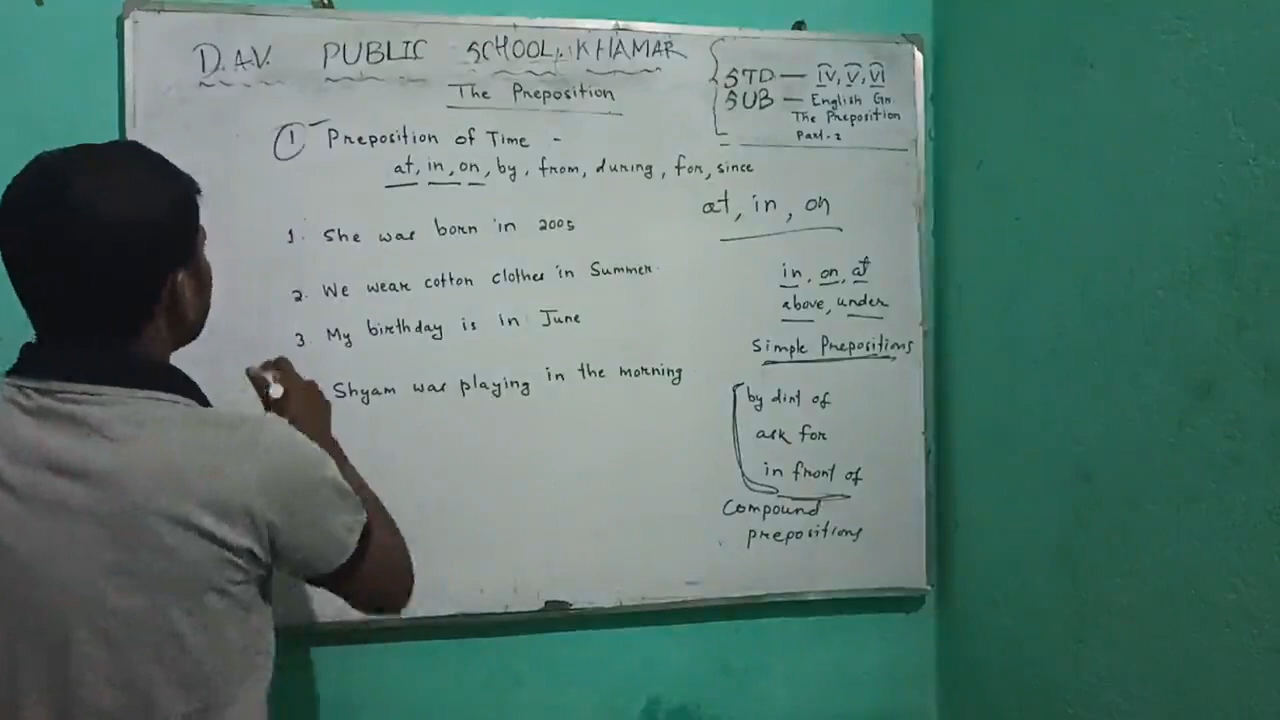 D.A.V. PUBLIC SCHOOL, KHAMAR
The Preposition
STD — IV, V, VI
SUB — English Gr.
The Preposition
Part-2
1 Preposition of Time -
at, in, on, by, from, during, for, since
at, in, on
1. She was born in 2005
2. We wear cotton clothes in Summer.
3. My birthday is in June
Shyam was playing in the morning
in, on, at
above, under
Simple Prepositions
by dint of
ask for
in front of
Compound
prepositions